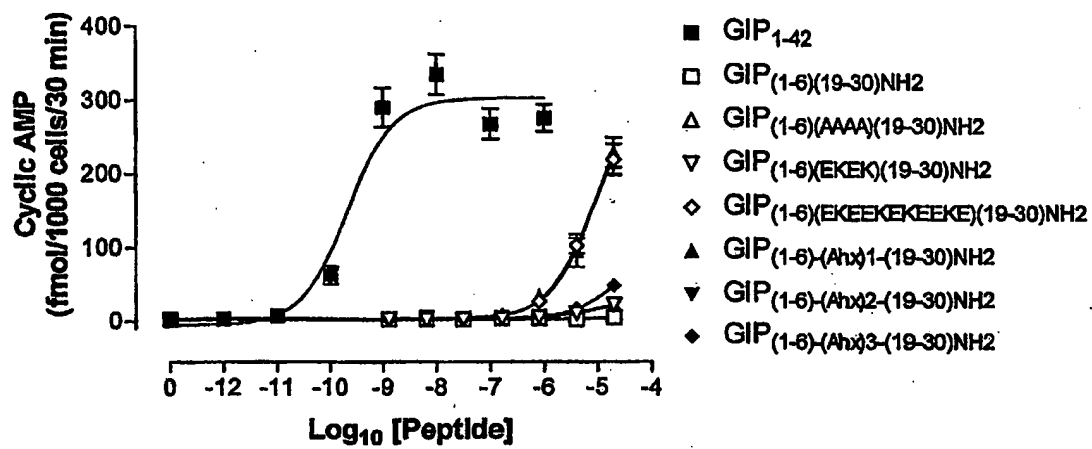 Cyclic AMP
(fmol/1000 cells/30 min)
400
300
200
100
0
0 -12 -11 -10 -9 -8 -7 -6 -5 -4
Log10 [Peptide]
GIP1-42
GIP(1-6)(19-30)NH2
GIP(1-6)(AAAA)(19-30)NH2
GIP(1-6)(EKEK)(19-30)NH2
GIP(1-6)(EKEEKEKEEKE)(19-30)NH2
GIP(1-6)-(Ahx)1-(19-30)NH2
GIP(1-6)-(Ahx)2-(19-30)NH2
GIP(1-6)-(Ahx)3-(19-30)NH2